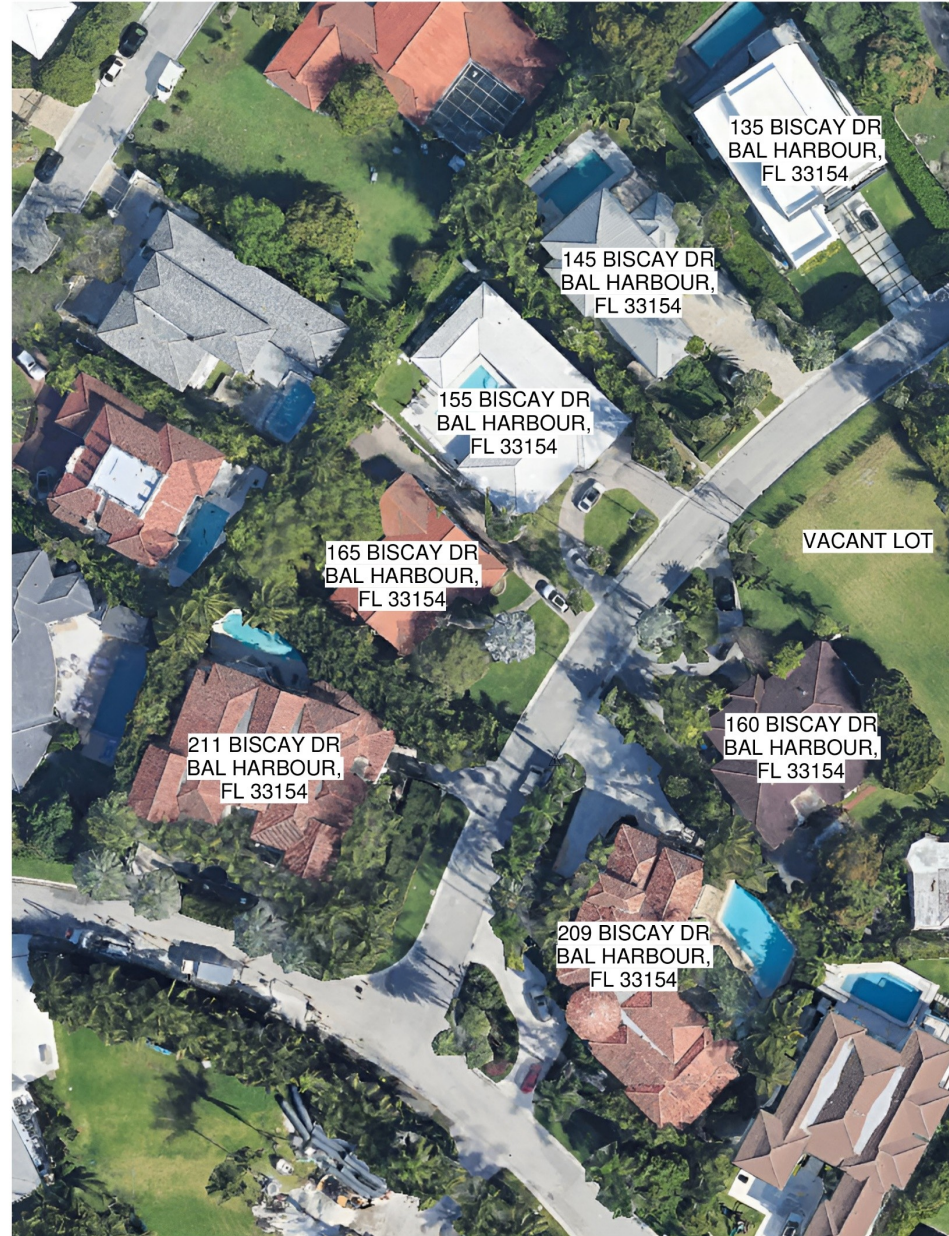 135 BISCAY DR
BAL HARBOUR,
FL 33154
145 BISCAY DR
BAL HARBOUR,
FL 33154
155 BISCAY DR
BAL HARBOUR,
FL 33154
VACANT LOT
165 BISCAY DR
BAL HARBOUR,
FL 33154
160 BISCAY DR
BAL HARBOUR,
FL 33154
211 BISCAY DR
BAL HARBOUR,
FL 33154
209 BISCAY DR
BAL HARBOUR,
FL 33154